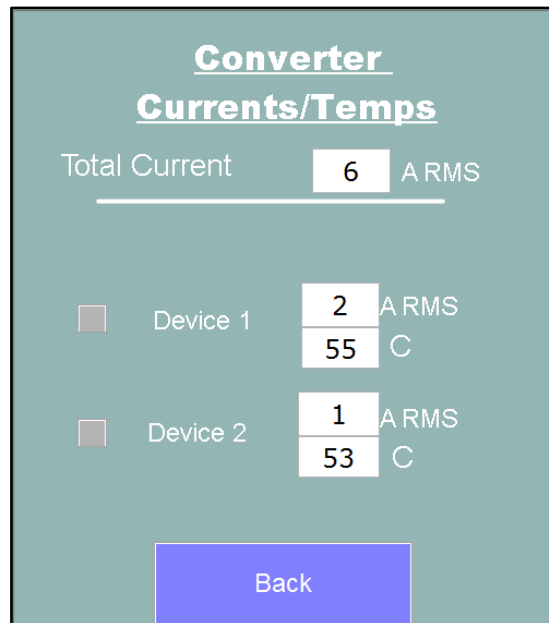 Converter
Currents/Temps
Total Current 6 A RMS
Device 1 2 A RMS
55 C
Device 2 1 A RMS
53 C
Back